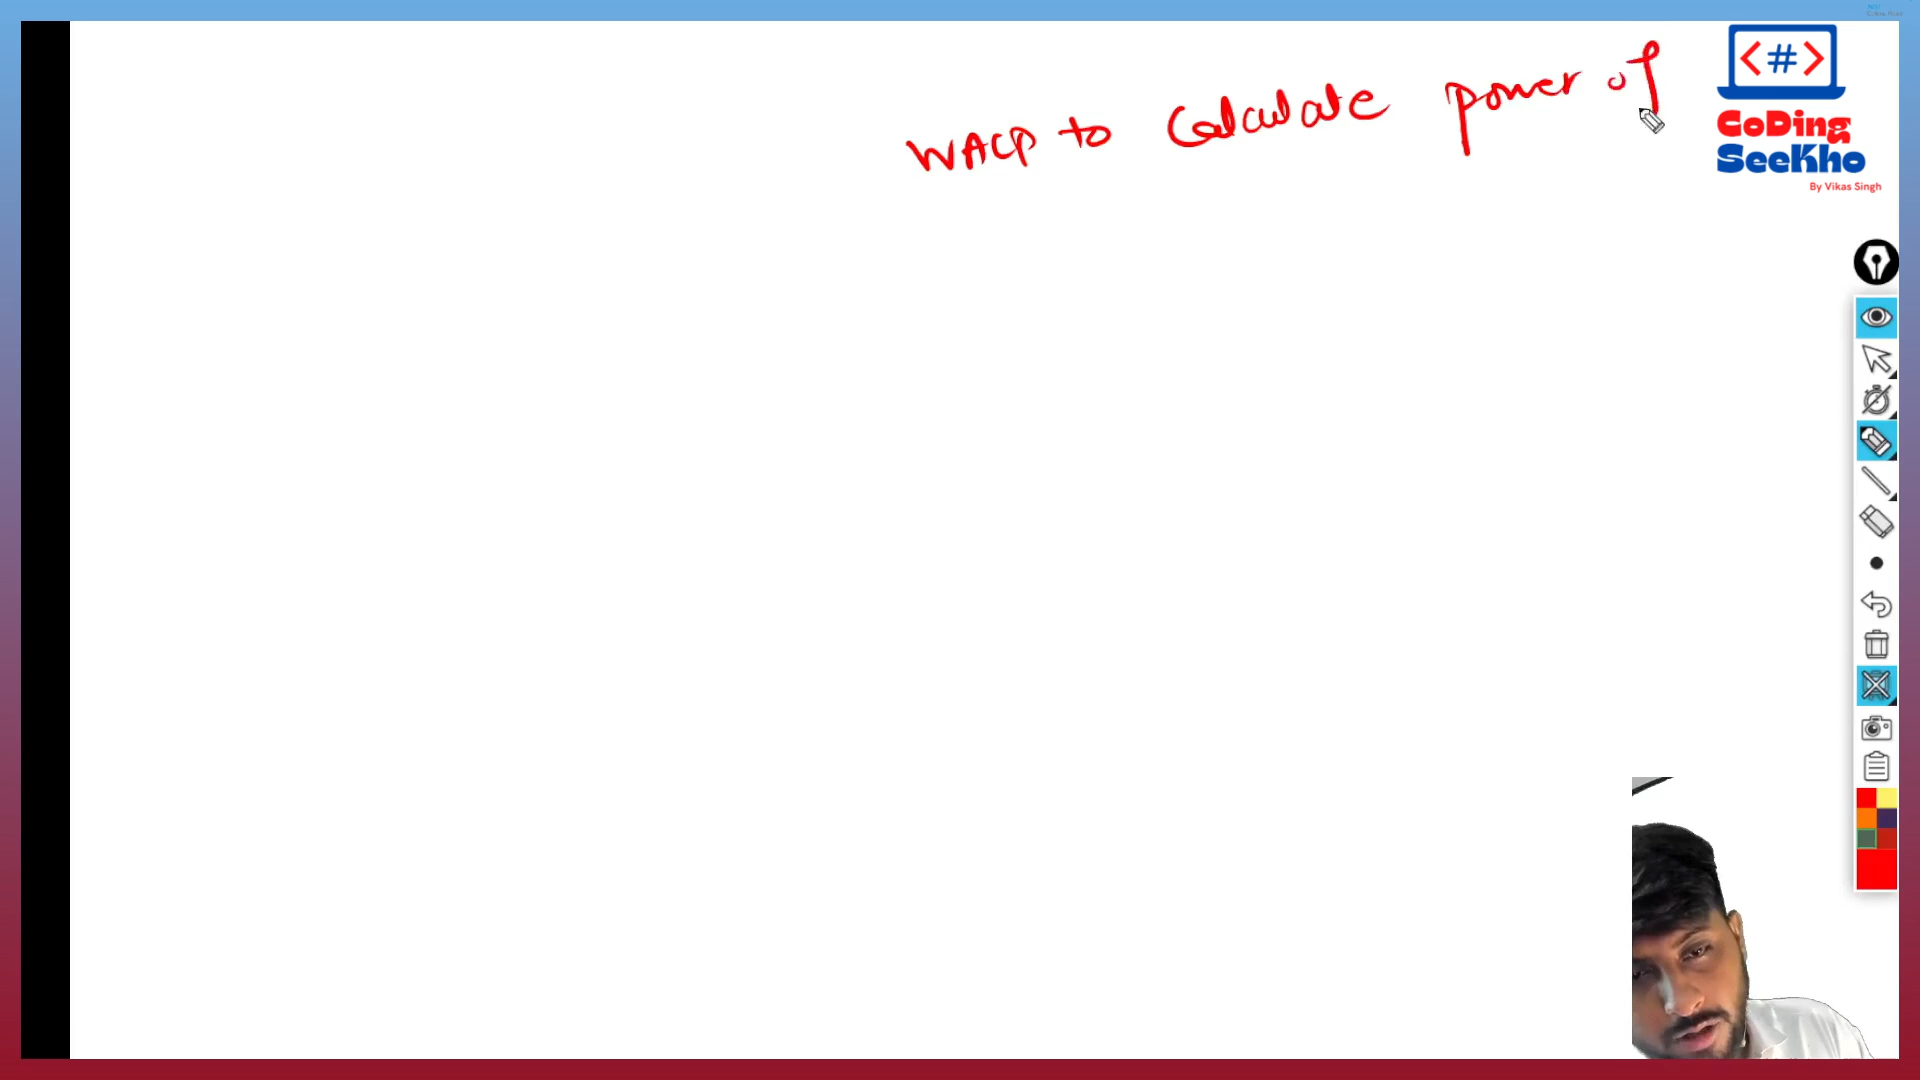 WACP to Calculate power of
<#>
CoDing
SeeKho
By Vikas Singh